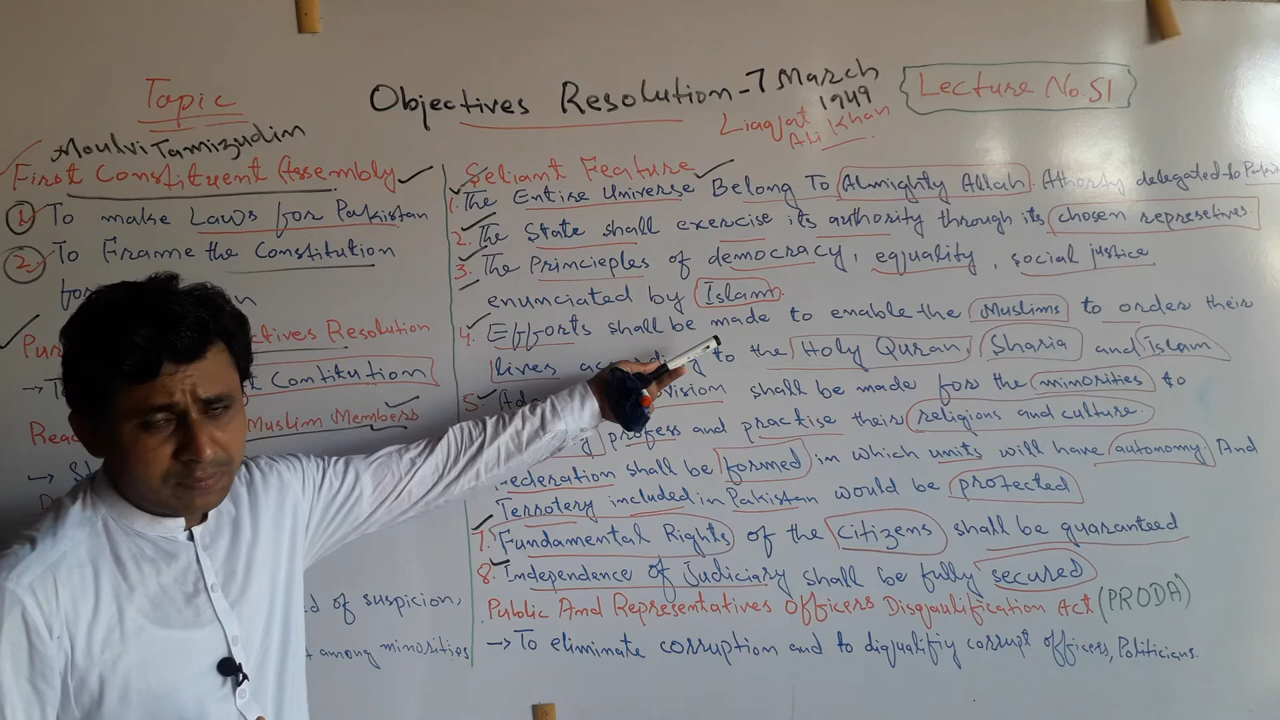 Topic
Objectives Resolution - 7 March
1949
Lecture No. 51
Liaqat
Ali Khan
Moulvi Tamizudim
First Constituent Assembly
1 To make Laws for Pakistan
2 To Frame the Constitution
for
Objectives Resolution
Contitution
Muslim Members
of suspicion,
among minorities
Seliant Feature
1. The Entire Universe Belong To Almighty Allah. Athority delegated to
2. The State shall exercise its authority through its chosen represetives.
3. The Princieples of democracy, equality, social justice
enunciated by Islam.
4. Efforts shall be made to enable the Muslims to order their
lives according to the Holy Quran, Sharia and Islam
5. shall be made for the minorities to
profess and practise their religions and culture.
Federation shall be formed in which units will have autonomy. And
Terrotery included in Pakistan would be protected
7. Fundamental Rights of the Citizens shall be guaranteed
8. Independence of Judiciary shall be fully secured
Public And Representatives Officers Disqaulification Act (PRODA)
→ To eliminate corruption and to disqualifiy corrupt officers, Politicians.